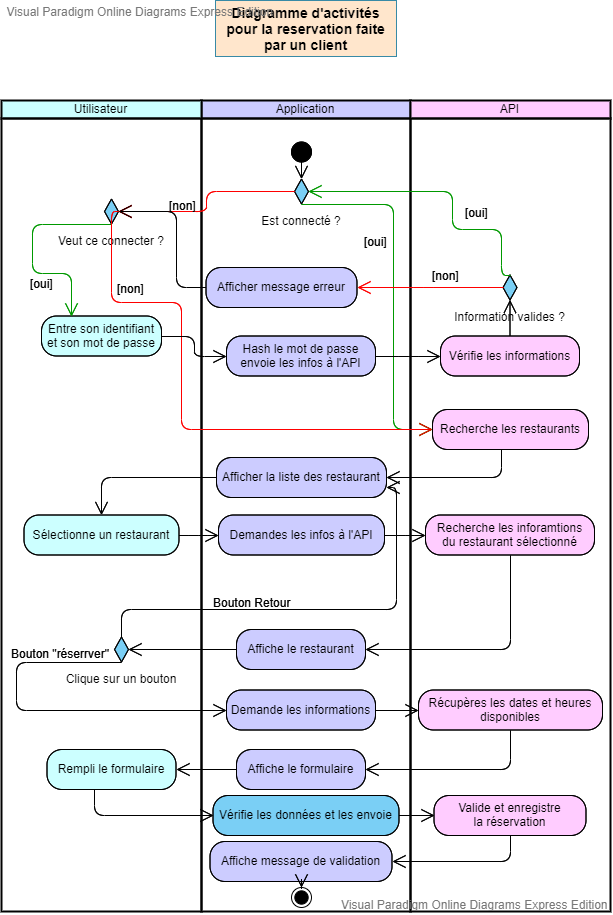 Visual Paradigm Online Diagrams Express Edition
Diagramme d'activités
pour la reservation faite
par un client
Utilisateur
Application
API
[non]
Est connecté ?
[oui]
[oui]
Veut ce connecter ?
[oui]
[non]
Afficher message erreur
[non]
Information valides ?
Entre son identifiant
et son mot de passe
Hash le mot de passe
envoie les infos à l'API
Vérifie les informations
Recherche les restaurants
Afficher la liste des restaurant
Sélectionne un restaurant
Demandes les infos à l'API
Recherche les inforamtions
du restaurant sélectionné
Bouton Retour
Bouton "réserrver"
Affiche le restaurant
Clique sur un bouton
Demande les informations
Récupères les dates et heures
disponibles
Rempli le formulaire
Affiche le formulaire
Vérifie les données et les envoie
Valide et enregistre
la réservation
Affiche message de validation
Visual Paradigm Online Diagrams Express Edition